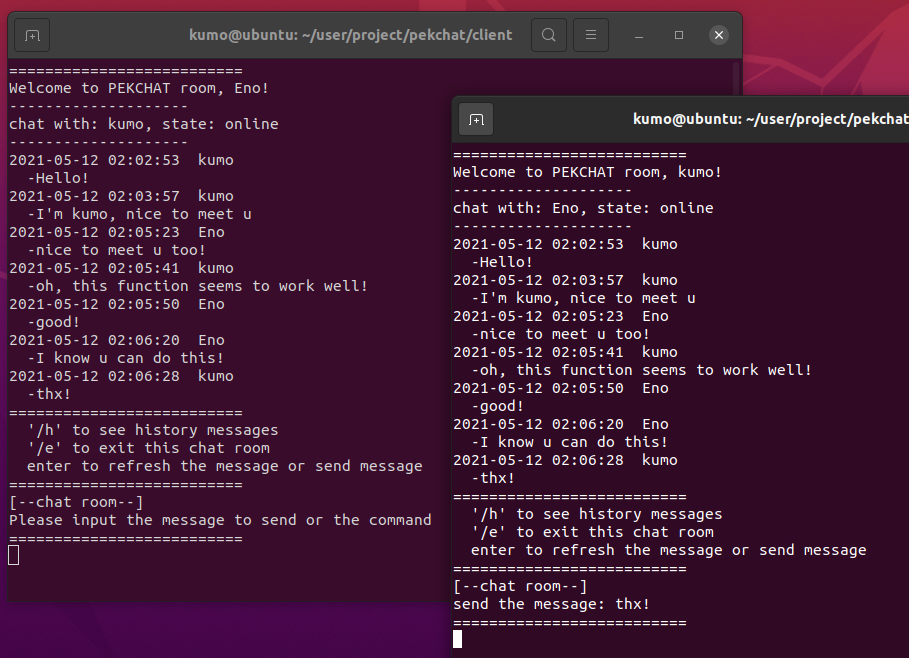 kumo@ubuntu: ~/user/project/pekchat/client
==========================
Welcome to PEKCHAT room, Eno!
--------------------
chat with: kumo, state: online
--------------------
2021-05-12 02:02:53  kumo
  -Hello!
2021-05-12 02:03:57  kumo
  -I'm kumo, nice to meet u
2021-05-12 02:05:23  Eno
  -nice to meet u too!
2021-05-12 02:05:41  kumo
  -oh, this function seems to work well!
2021-05-12 02:05:50  Eno
  -good!
2021-05-12 02:06:20  Eno
  -I know u can do this!
2021-05-12 02:06:28  kumo
  -thx!
==========================
  '/h' to see history messages
  '/e' to exit this chat room
  enter to refresh the message or send message
==========================
[--chat room--]
Please input the message to send or the command
==========================
kumo@ubuntu: ~/user/project/pekchat
==========================
Welcome to PEKCHAT room, kumo!
--------------------
chat with: Eno, state: online
--------------------
2021-05-12 02:02:53  kumo
  -Hello!
2021-05-12 02:03:57  kumo
  -I'm kumo, nice to meet u
2021-05-12 02:05:23  Eno
  -nice to meet u too!
2021-05-12 02:05:41  kumo
  -oh, this function seems to work well!
2021-05-12 02:05:50  Eno
  -good!
2021-05-12 02:06:20  Eno
  -I know u can do this!
2021-05-12 02:06:28  kumo
  -thx!
==========================
  '/h' to see history messages
  '/e' to exit this chat room
  enter to refresh the message or send message
==========================
[--chat room--]
send the message: thx!
==========================